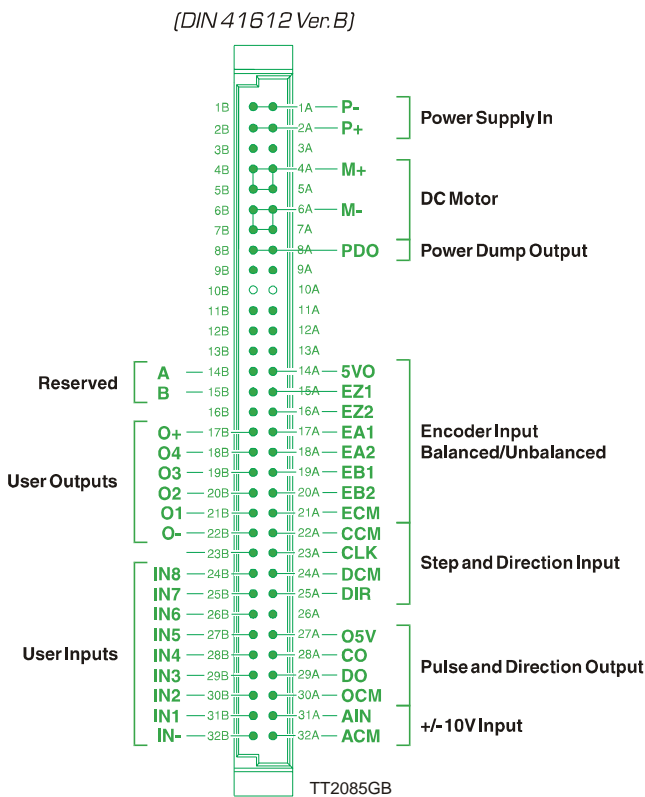 (DIN 41612 Ver.B)
1B 1A P-
2B 2A P+
Power Supply In
3B 3A
4B 4A M+
5B 5A
6B 6A M-
7B 7A
DC Motor
8B 8A PDO Power Dump Output
9B 9A
10B 10A
11B 11A
12B 12A
13B 13A
Reserved
A 14B 14A 5VO
B 15B 15A EZ1
16B 16A EZ2
O+ 17B 17A EA1
Encoder Input
Balanced/Unbalanced
O4 18B 18A EA2
User Outputs
O3 19B 19A EB1
O2 20B 20A EB2
O1 21B 21A ECM
O- 22B 22A CCM
23B 23A CLK
Step and Direction Input
IN8 24B 24A DCM
IN7 25B 25A DIR
IN6 26B 26A
IN5 27B 27A O5V
User Inputs
IN4 28B 28A CO
Pulse and Direction Output
IN3 29B 29A DO
IN2 30B 30A OCM
IN1 31B 31A AIN
+/-10V Input
IN- 32B 32A ACM
TT2085GB